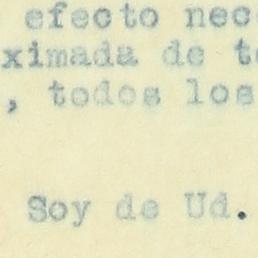 efecto nec
ximada de t
, todos los
Soy de Ud.